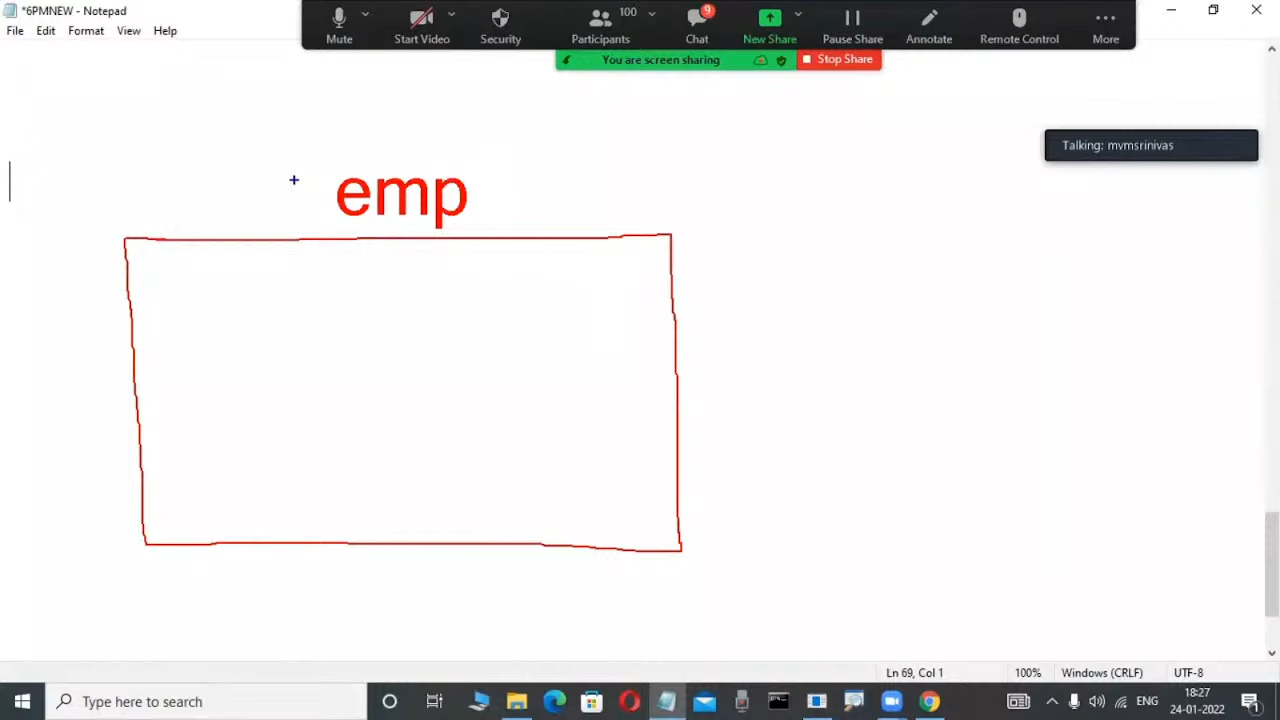 *6PMNEW - Notepad
File Edit Format View Help
Mute Start Video Security Participants 100 Chat 9 New Share Pause Share Annotate Remote Control More
You are screen sharing Stop Share
Talking: mvmsrinivas
emp
Ln 69, Col 1 100% Windows (CRLF) UTF-8
Type here to search
ENG
18:27
24-01-2022
1